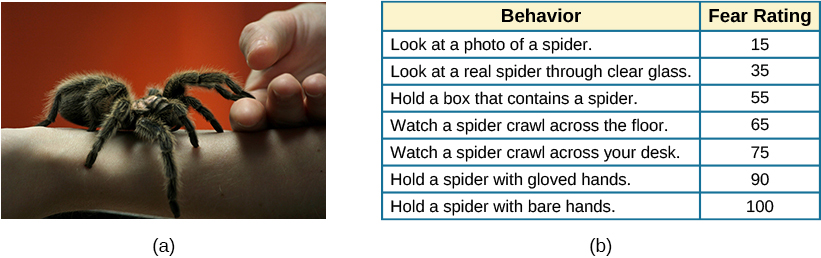 Behavior Fear Rating
Look at a photo of a spider. 15
Look at a real spider through clear glass. 35
Hold a box that contains a spider. 55
Watch a spider crawl across the floor. 65
Watch a spider crawl across your desk. 75
Hold a spider with gloved hands. 90
Hold a spider with bare hands. 100
(a) (b)